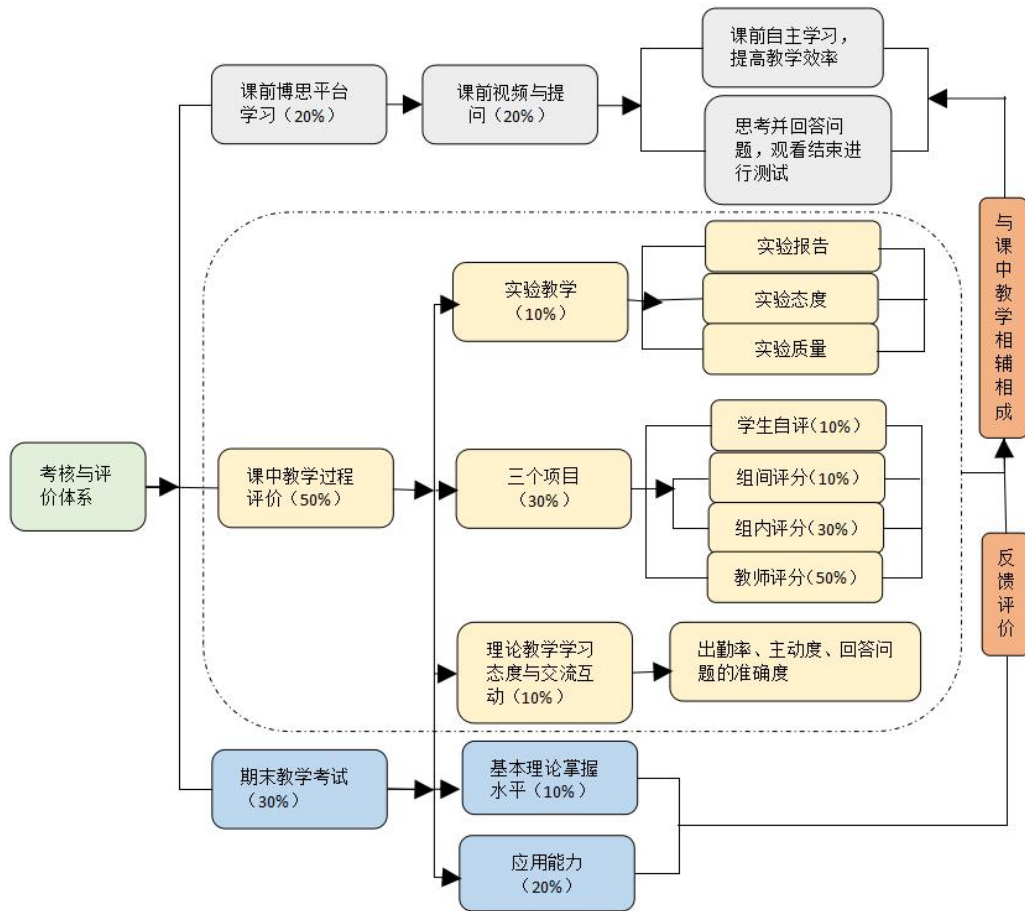 课前博思平台
学习（20%）
课前视频与提
问（20%）
课前自主学习，
提高教学效率
思考并回答问
题，观看结束进
行测试
与课中教学相辅相成
实验教学
（10%）
实验报告
实验态度
实验质量
考核与评
价体系
课中教学过程
评价（50%）
三个项目
（30%）
学生自评（10%）
组间评分（10%）
组内评分（30%）
教师评分（50%）
反馈评价
理论教学学习
态度与交流互
动（10%）
出勤率、主动度、回答问
题的准确度
期末教学考试
（30%）
基本理论掌握
水平（10%）
应用能力
（20%）